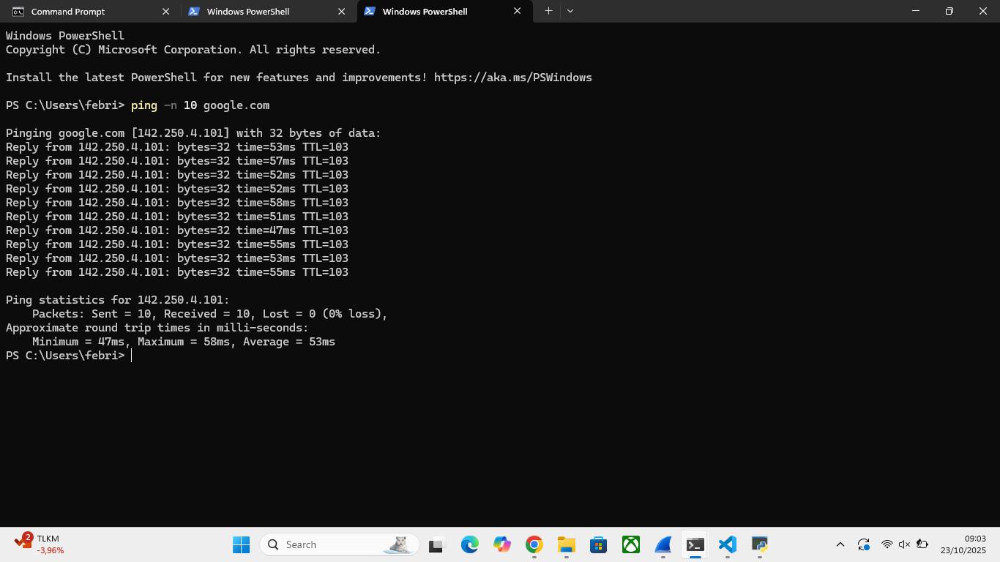 Command Prompt
Windows PowerShell
Windows PowerShell
Windows PowerShell
Copyright (C) Microsoft Corporation. All rights reserved.
Install the latest PowerShell for new features and improvements! https://aka.ms/PSWindows
PS C:\Users\febri> ping -n 10 google.com
Pinging google.com [142.250.4.101] with 32 bytes of data:
Reply from 142.250.4.101: bytes=32 time=53ms TTL=103
Reply from 142.250.4.101: bytes=32 time=57ms TTL=103
Reply from 142.250.4.101: bytes=32 time=52ms TTL=103
Reply from 142.250.4.101: bytes=32 time=52ms TTL=103
Reply from 142.250.4.101: bytes=32 time=58ms TTL=103
Reply from 142.250.4.101: bytes=32 time=51ms TTL=103
Reply from 142.250.4.101: bytes=32 time=47ms TTL=103
Reply from 142.250.4.101: bytes=32 time=55ms TTL=103
Reply from 142.250.4.101: bytes=32 time=53ms TTL=103
Reply from 142.250.4.101: bytes=32 time=55ms TTL=103
Ping statistics for 142.250.4.101:
    Packets: Sent = 10, Received = 10, Lost = 0 (0% loss),
Approximate round trip times in milli-seconds:
    Minimum = 47ms, Maximum = 58ms, Average = 53ms
PS C:\Users\febri>
2
TLKM
-3,96%
Search
09:03
23/10/2025